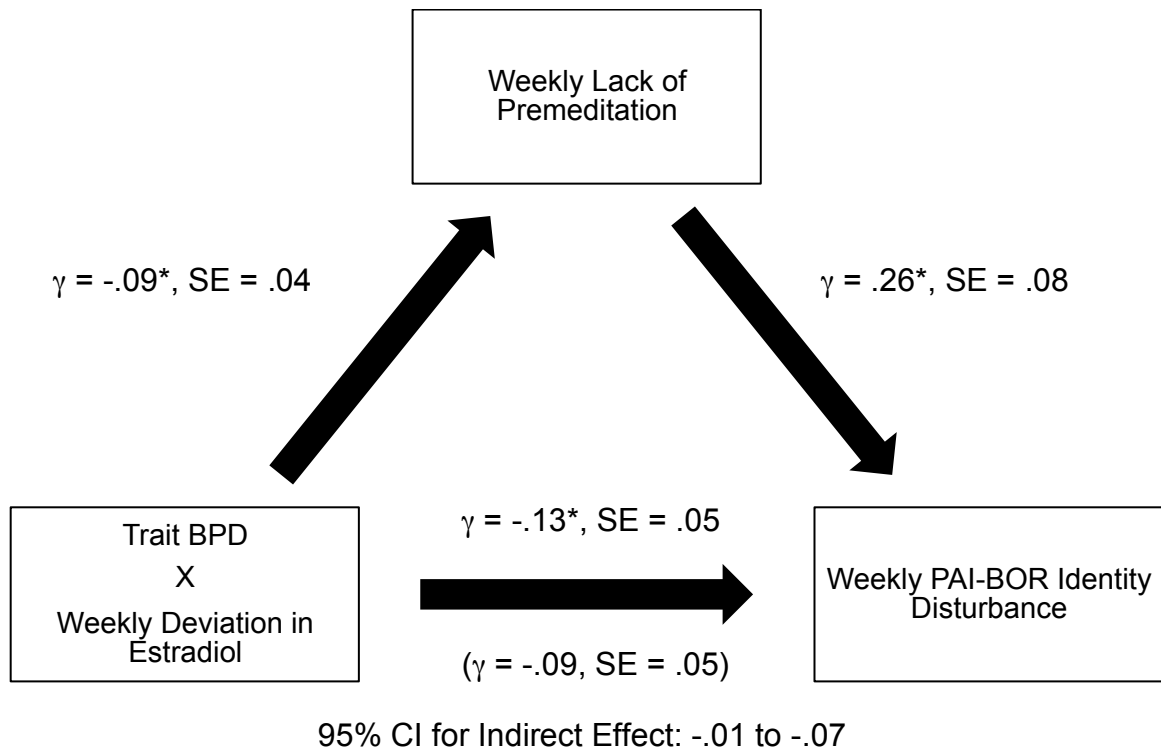 Weekly Lack of
Premeditation
γ = -.09*, SE = .04
γ = .26*, SE = .08
Trait BPD
X
Weekly Deviation in
Estradiol
γ = -.13*, SE = .05
(γ = -.09, SE = .05)
Weekly PAI-BOR Identity
Disturbance
95% CI for Indirect Effect: -.01 to -.07